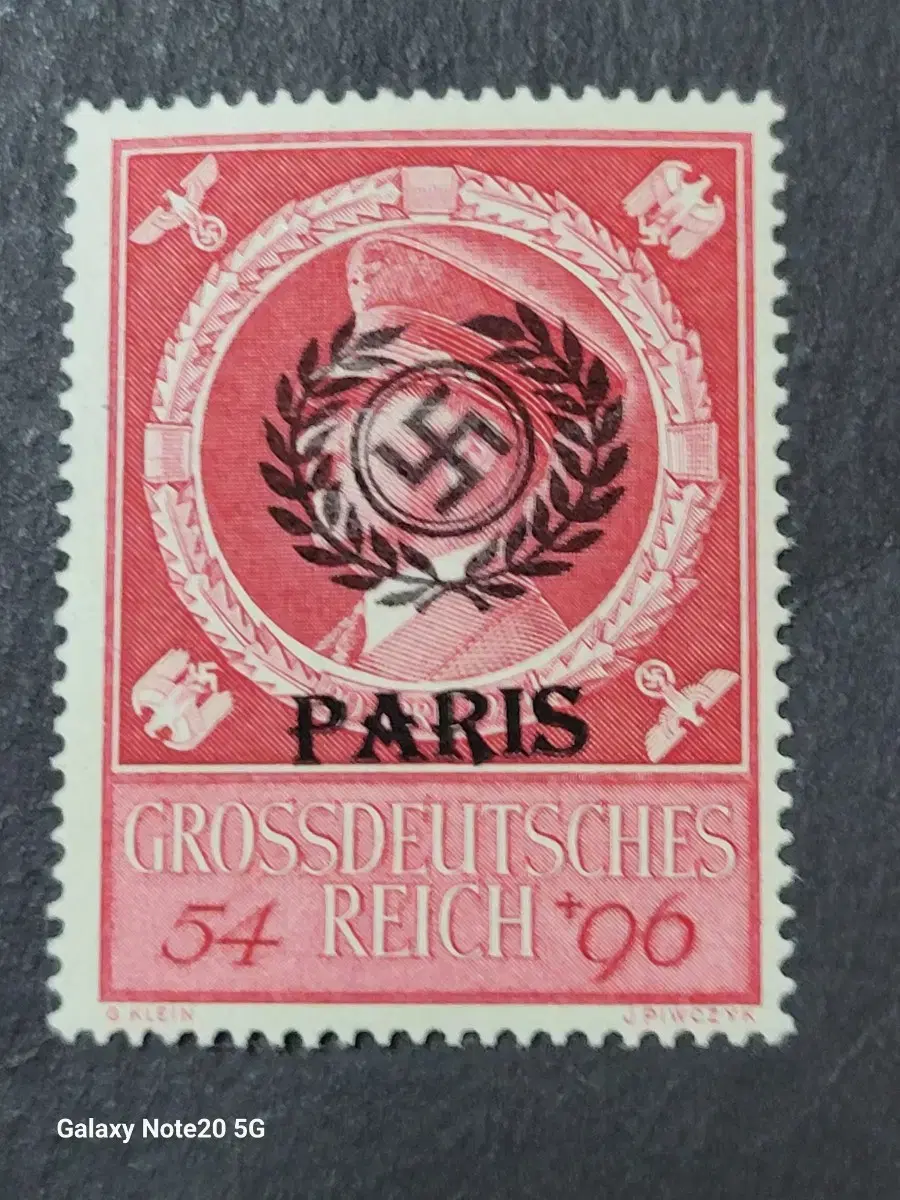 PARIS
GROSSDEUTSCHES
54 REICH +96
G KLEIN J PIWCZYK
Galaxy Note20 5G